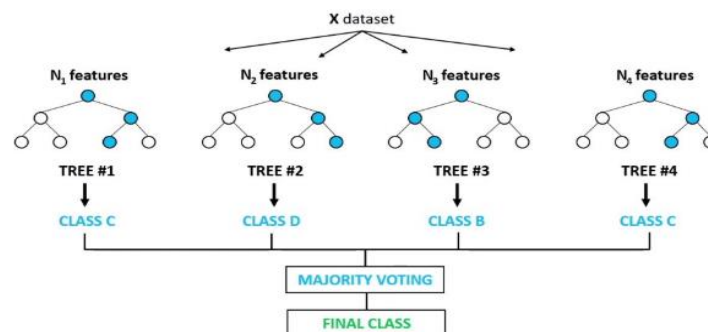 X dataset
N₁ features N₂ features N₃ features N₄ features
TREE #1 TREE #2 TREE #3 TREE #4
CLASS C CLASS D CLASS B CLASS C
MAJORITY VOTING
FINAL CLASS